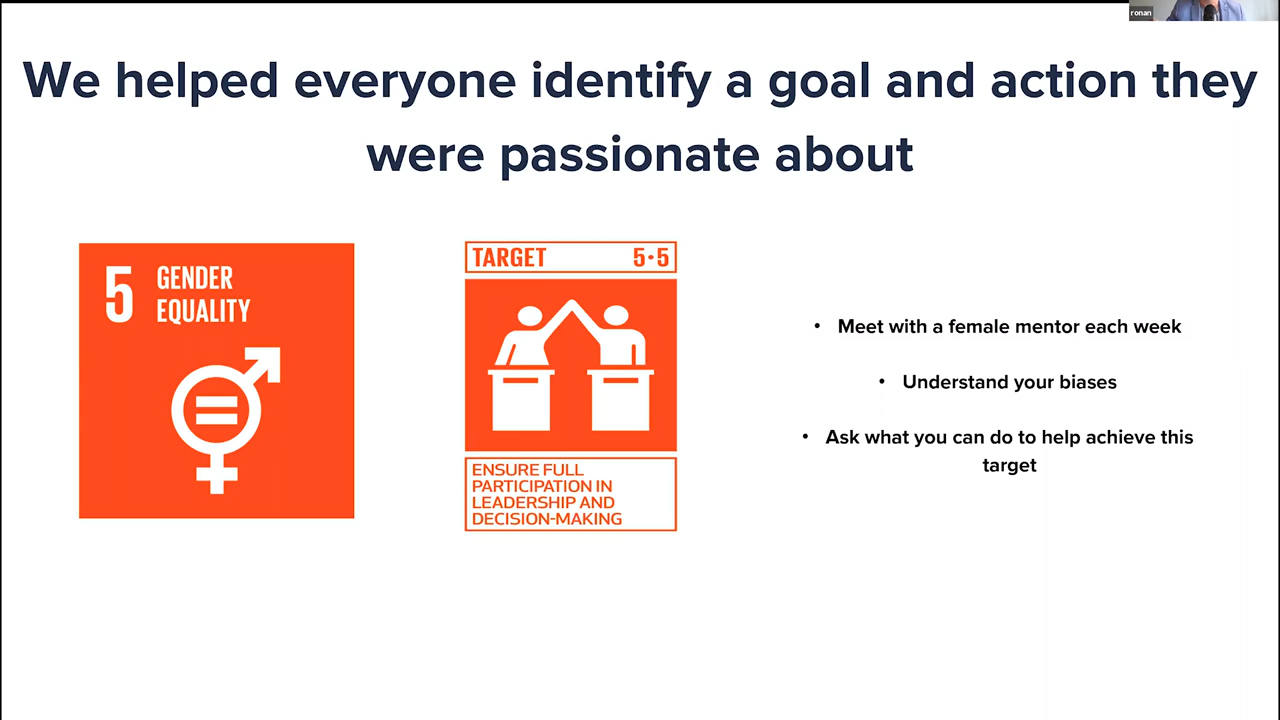 ronan
We helped everyone identify a goal and action they
were passionate about
5 GENDER
EQUALITY
TARGET 5·5
ENSURE FULL
PARTICIPATION IN
LEADERSHIP AND
DECISION-MAKING
• Meet with a female mentor each week
• Understand your biases
• Ask what you can do to help achieve this
target